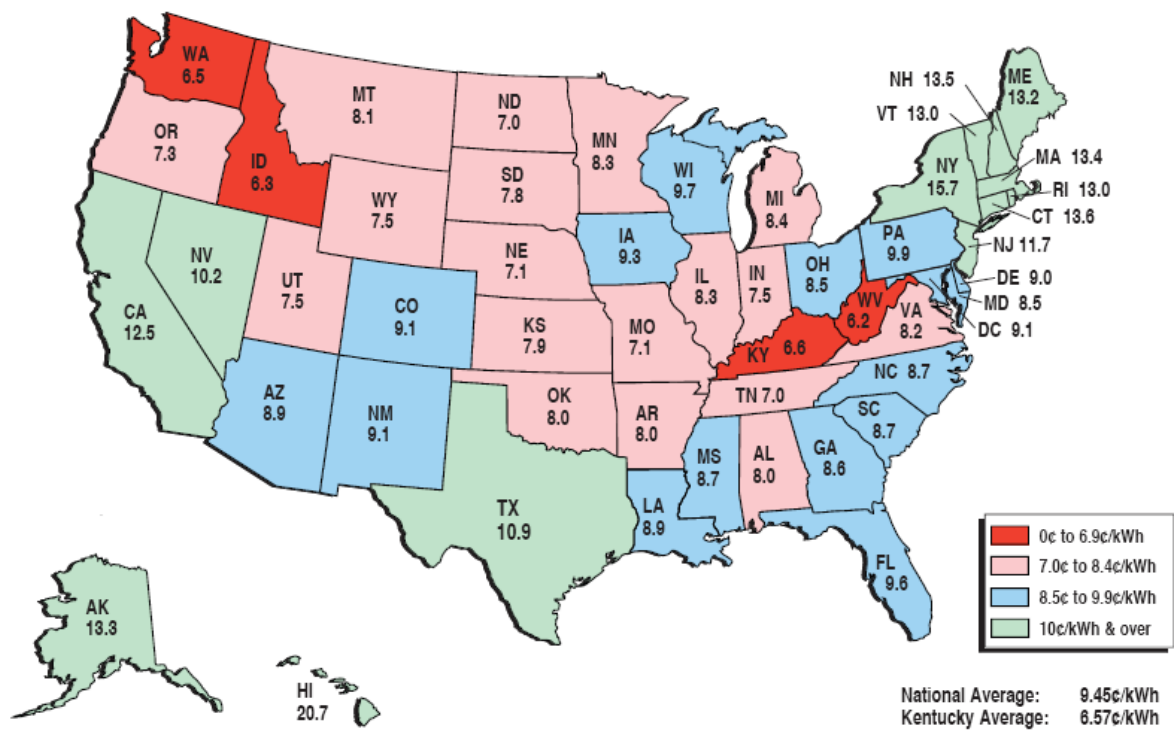 WA
6.5
MT
8.1
ND
7.0
MN
8.3
OR
7.3
ID
6.3
WY
7.5
SD
7.8
WI
9.7
MI
8.4
NH 13.5
VT 13.0
ME
13.2
NY
15.7
MA 13.4
RI 13.0
CT 13.6
NJ 11.7
PA
9.9
DE 9.0
MD 8.5
DC 9.1
NV
10.2
CA
12.5
UT
7.5
CO
9.1
NE
7.1
IA
9.3
IL
8.3
IN
7.5
OH
8.5
WV
6.2
VA
8.2
KS
7.9
MO
7.1
KY 6.6
AZ
8.9
NM
9.1
OK
8.0
AR
8.0
TN 7.0
NC 8.7
SC
8.7
MS
8.7
AL
8.0
GA
8.6
TX
10.9
LA
8.9
FL
9.6
AK
13.3
HI
20.7
0¢ to 6.9¢/kWh
7.0¢ to 8.4¢/kWh
8.5¢ to 9.9¢/kWh
10¢/kWh & over
National Average: 9.45¢/kWh
Kentucky Average: 6.57¢/kWh